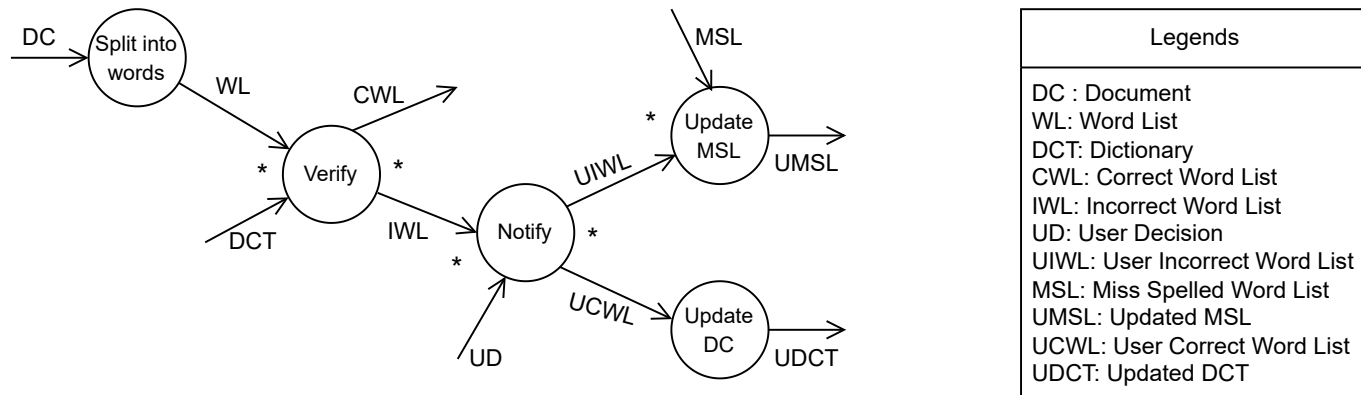 DC
Split into
words
WL
CWL
*
Verify
*
DCT
IWL
*
Notify
*
UD
UIWL
UCWL
MSL
*
Update
MSL
UMSL
Update
DC
UDCT
Legends
DC : Document
WL: Word List
DCT: Dictionary
CWL: Correct Word List
IWL: Incorrect Word List
UD: User Decision
UIWL: User Incorrect Word List
MSL: Miss Spelled Word List
UMSL: Updated MSL
UCWL: User Correct Word List
UDCT: Updated DCT